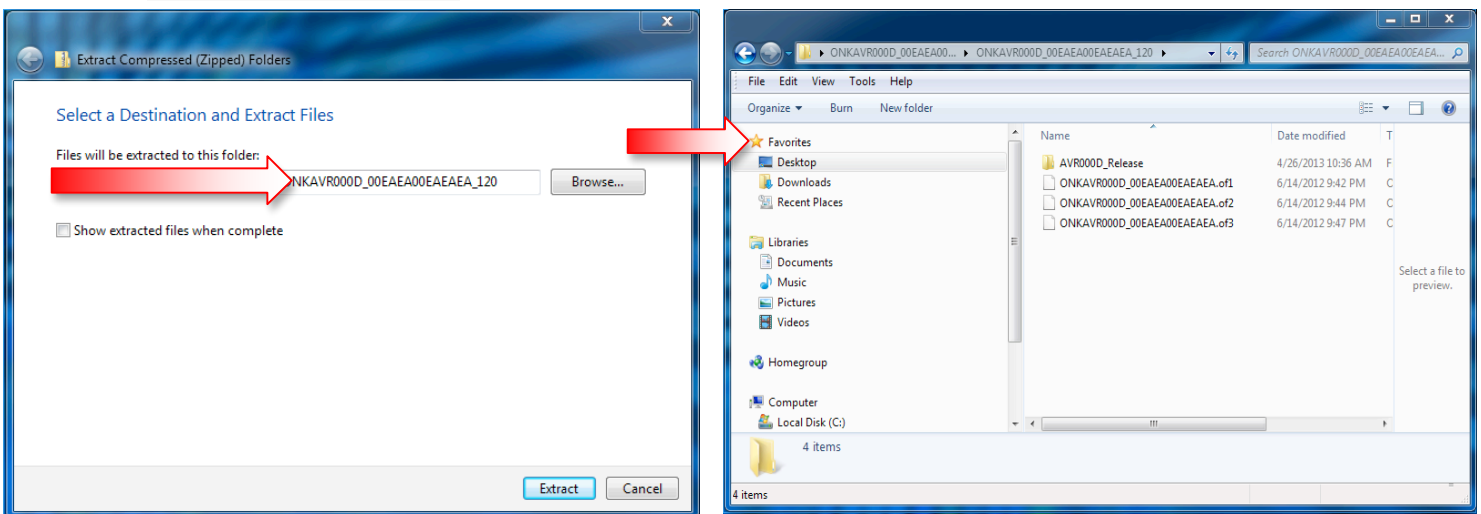 x
Extract Compressed (Zipped) Folders
Select a Destination and Extract Files
Files will be extracted to this folder:
NKAVR000D_00EAEA00EAEAEA_120
Browse...
Show extracted files when complete
Extract
Cancel
x
ONKAVR000D_00EAEA00... ONKAVR000D_00EAEA00EAEAEA_120
Search ONKAVR000D_00EAEA00EAEA...
File Edit View Tools Help
Organize Burn New folder
Favorites
Desktop
Downloads
Recent Places
Libraries
Documents
Music
Pictures
Videos
Homegroup
Computer
Local Disk (C:)
Name Date modified T
AVR000D_Release 4/26/2013 10:36 AM F
ONKAVR000D_00EAEA00EAEAEA.of1 6/14/2012 9:42 PM C
ONKAVR000D_00EAEA00EAEAEA.of2 6/14/2012 9:44 PM C
ONKAVR000D_00EAEA00EAEAEA.of3 6/14/2012 9:47 PM C
Select a file to
preview.
4 items
4 items